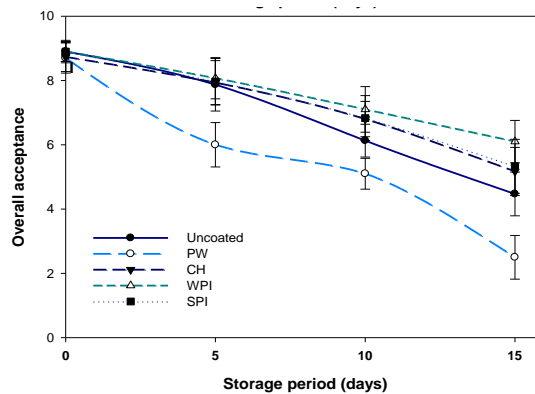 10
8
6
4
2
0
Overall acceptance
Uncoated
PW
CH
WPI
SPI
0 5 10 15
Storage period (days)